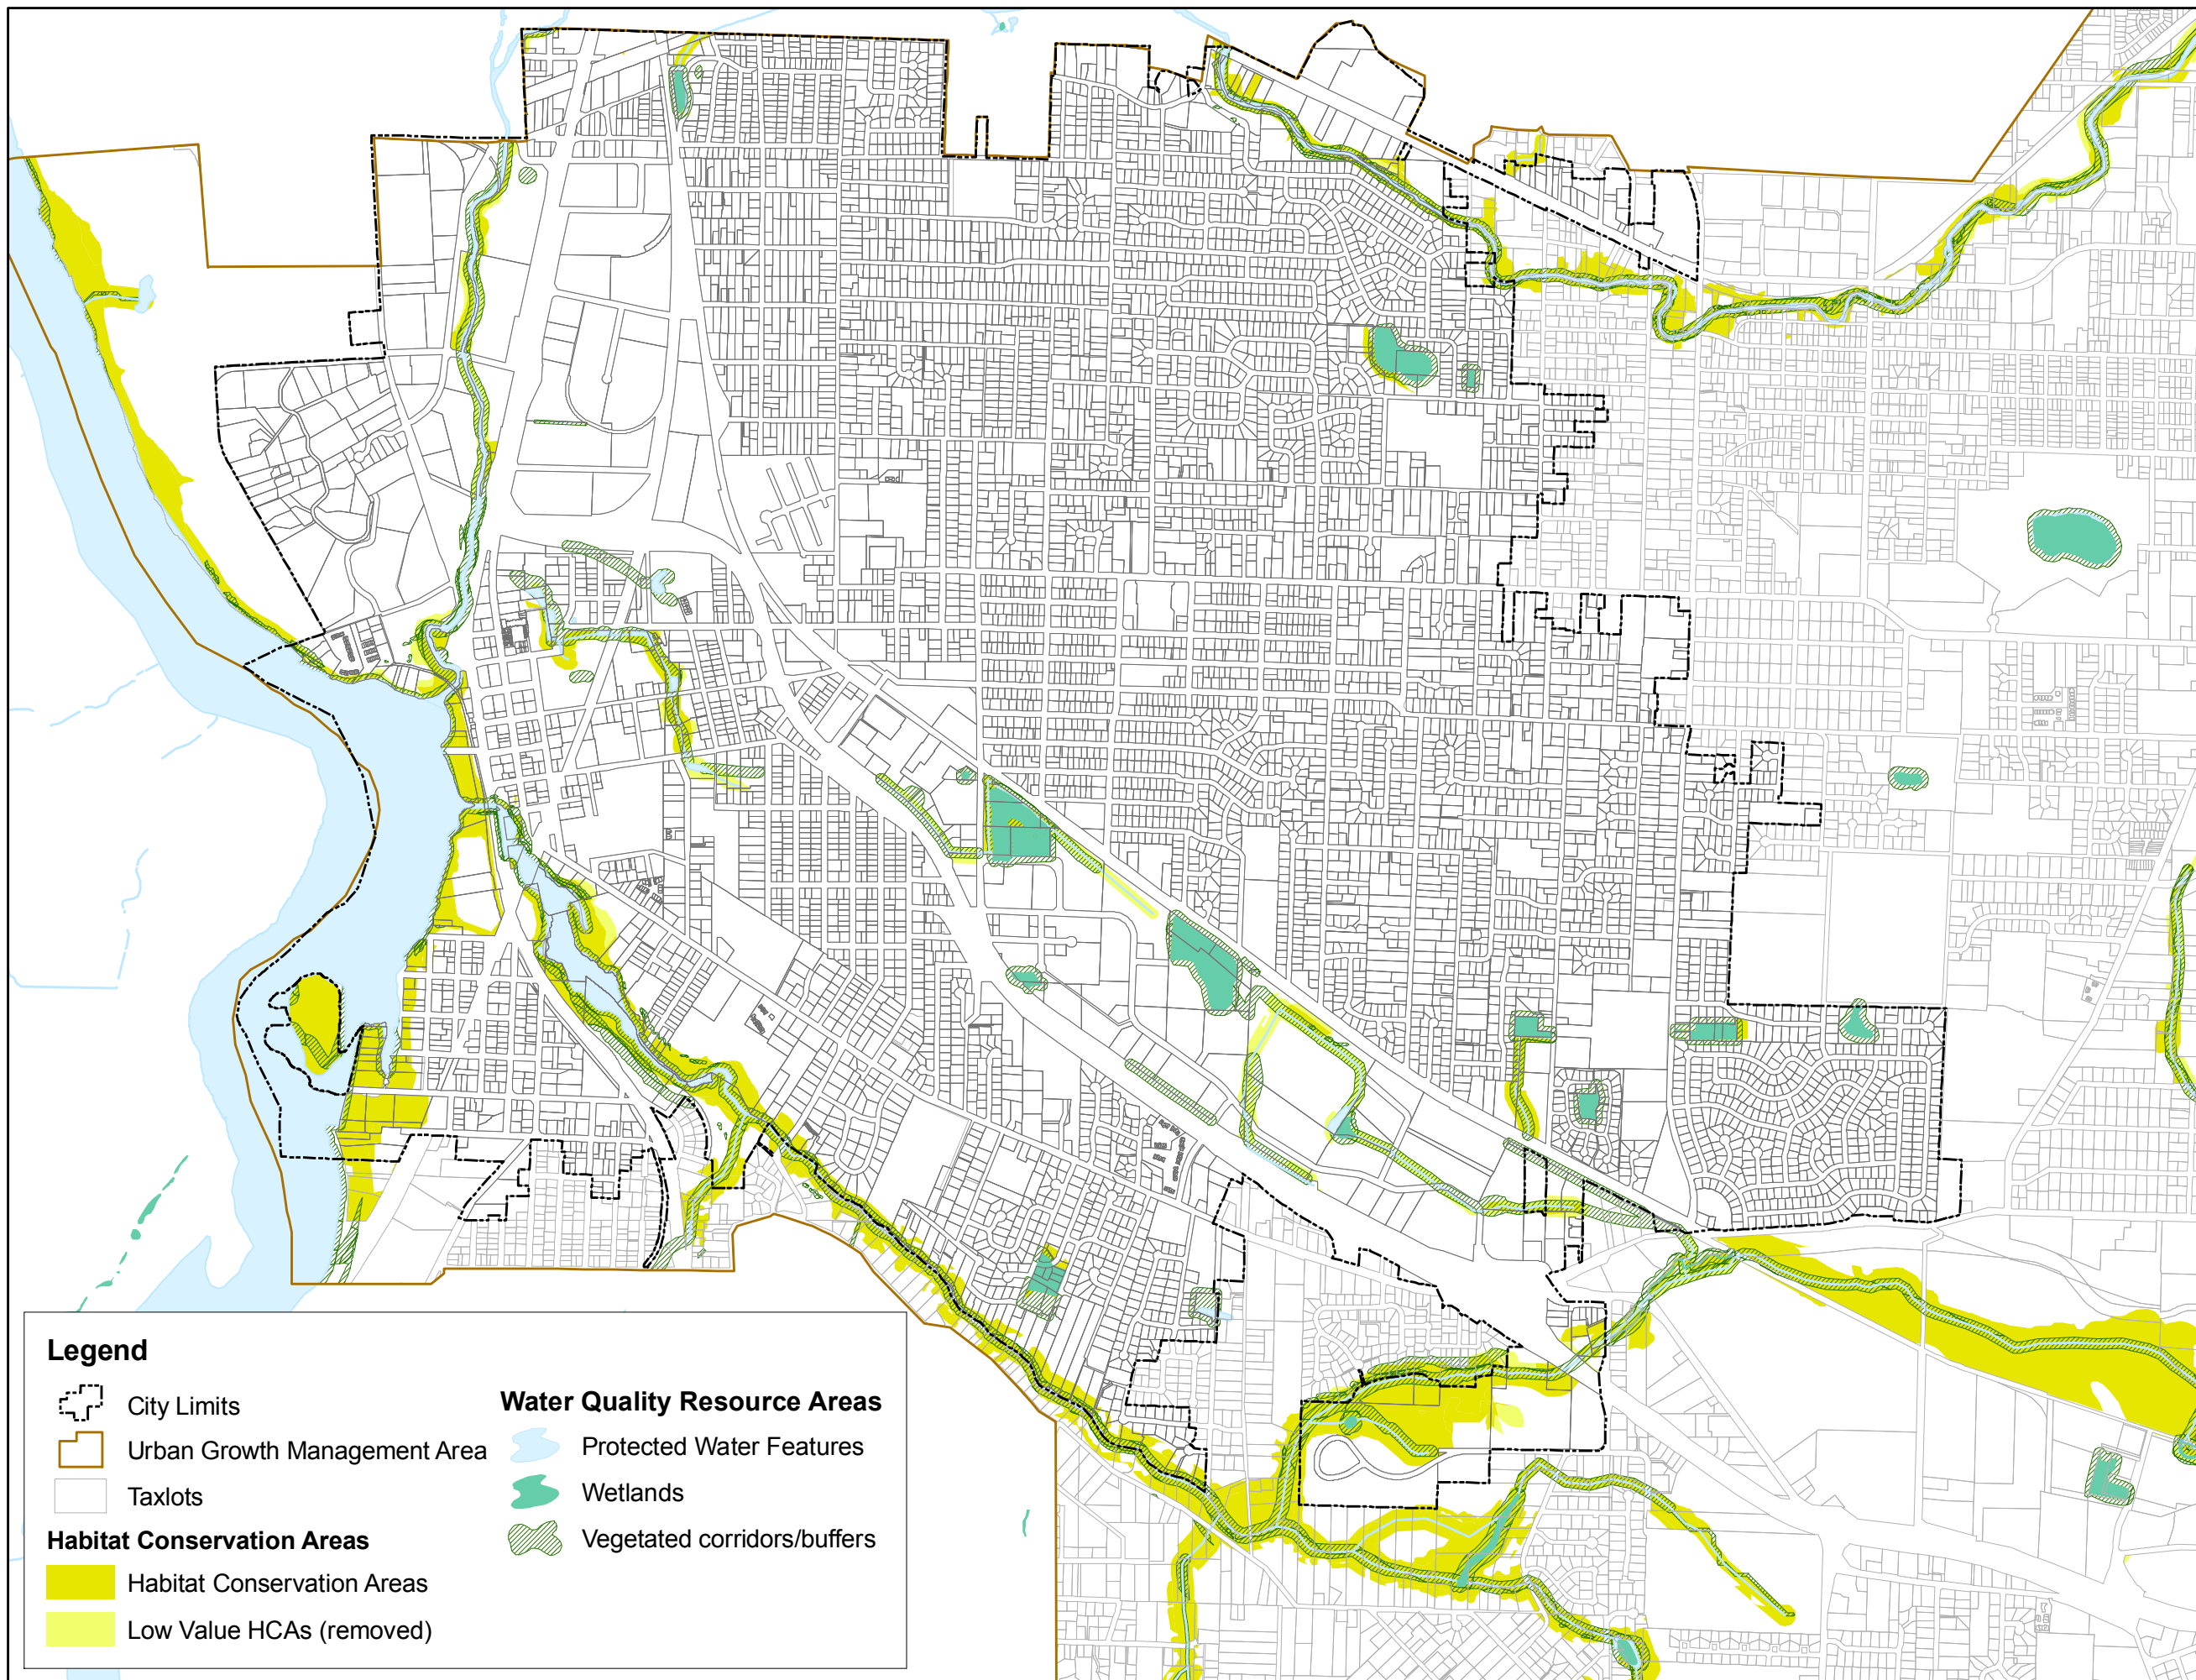 Legend
City Limits
Urban Growth Management Area
Taxlots
Habitat Conservation Areas
Habitat Conservation Areas
Low Value HCAs (removed)
Water Quality Resource Areas
Protected Water Features
Wetlands
Vegetated corridors/buffers